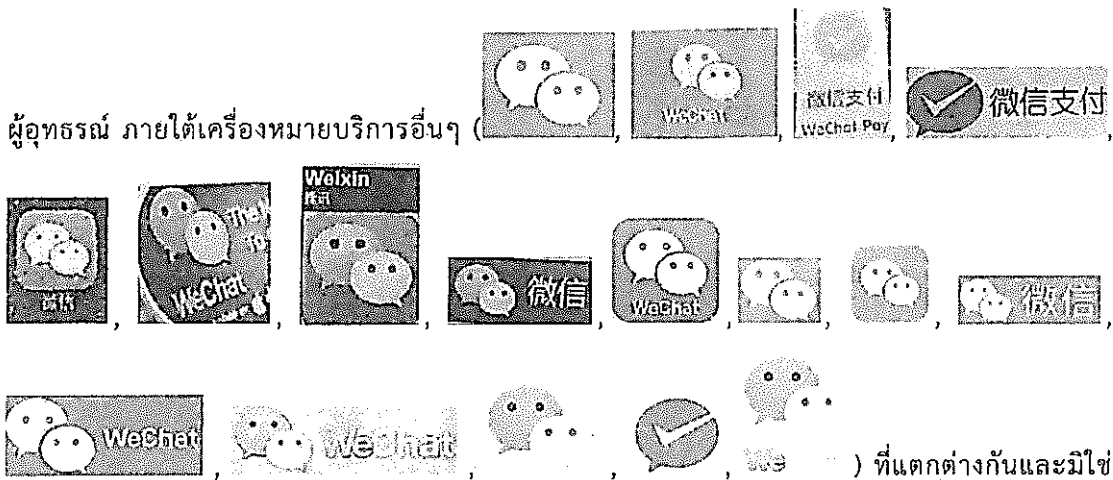 ผู้อุทธรณ์ ภายใต้เครื่องหมายบริการอื่นๆ ( , WeChat , 微信支付 WeChat Pay , 微信支付 ,
微信 , WeChat , Weixin 微信 , 微信 , WeChat , , , 微信 ,
WeChat , WeChat , , , We ) ที่แตกต่างกันและมิใช่